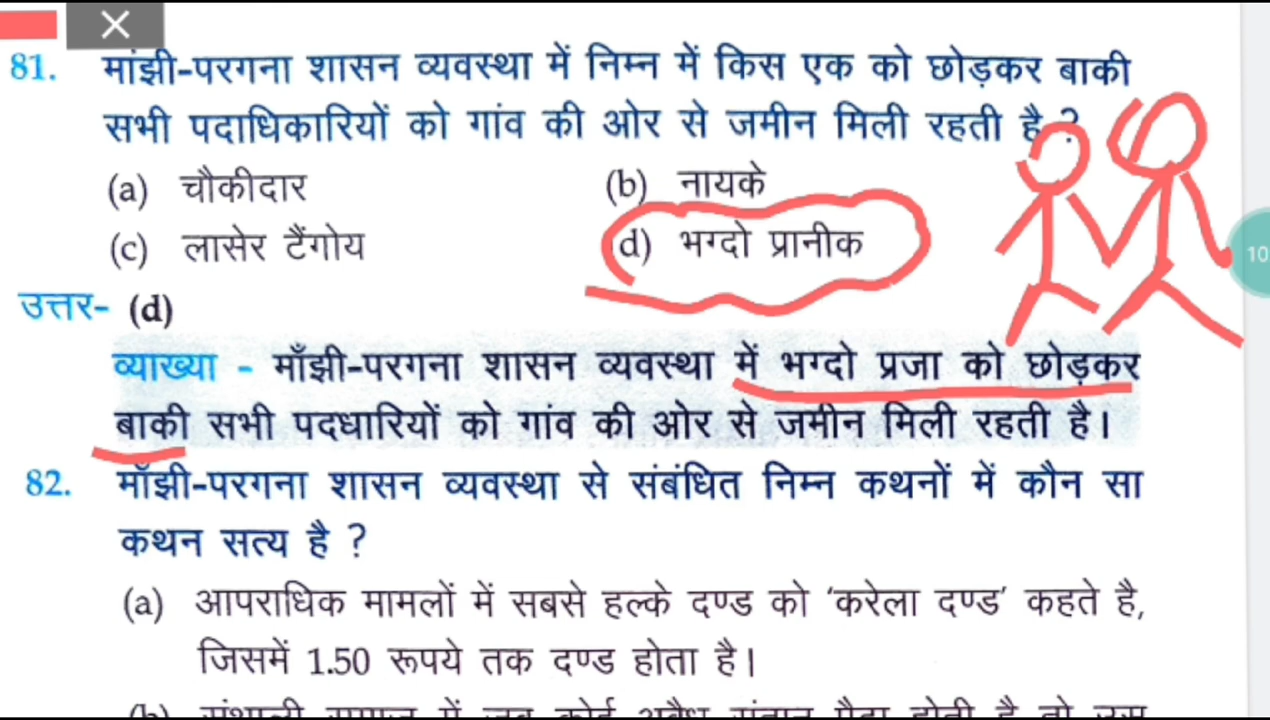 81. मांझी-परगना शासन व्यवस्था में निम्न में किस एक को छोड़कर बाकी
सभी पदाधिकारियों को गांव की ओर से जमीन मिली रहती है ?
(a) चौकीदार (b) नायके
(c) लासेर टैंगोय (d) भग्दो प्रानीक
उत्तर- (d)
व्याख्या - माँझी-परगना शासन व्यवस्था में भग्दो प्रजा को छोड़कर
बाकी सभी पदधारियों को गांव की ओर से जमीन मिली रहती है।
82. माँझी-परगना शासन व्यवस्था से संबंधित निम्न कथनों में कौन सा
कथन सत्य है ?
(a) आपराधिक मामलों में सबसे हल्के दण्ड को 'करेला दण्ड' कहते है,
जिसमें 1.50 रूपये तक दण्ड होता है।
10